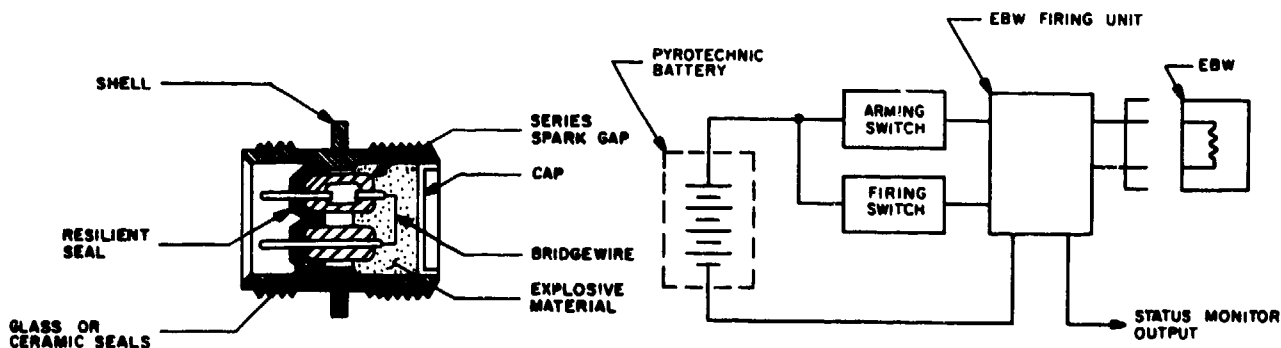 SHELL
SERIES
SPARK GAP
CAP
RESILIENT
SEAL
BRIDGEWIRE
EXPLOSIVE
MATERIAL
GLASS OR
CERAMIC SEALS
PYROTECHNIC
BATTERY
EBW FIRING UNIT
EBW
ARMING
SWITCH
FIRING
SWITCH
STATUS MONITOR
OUTPUT